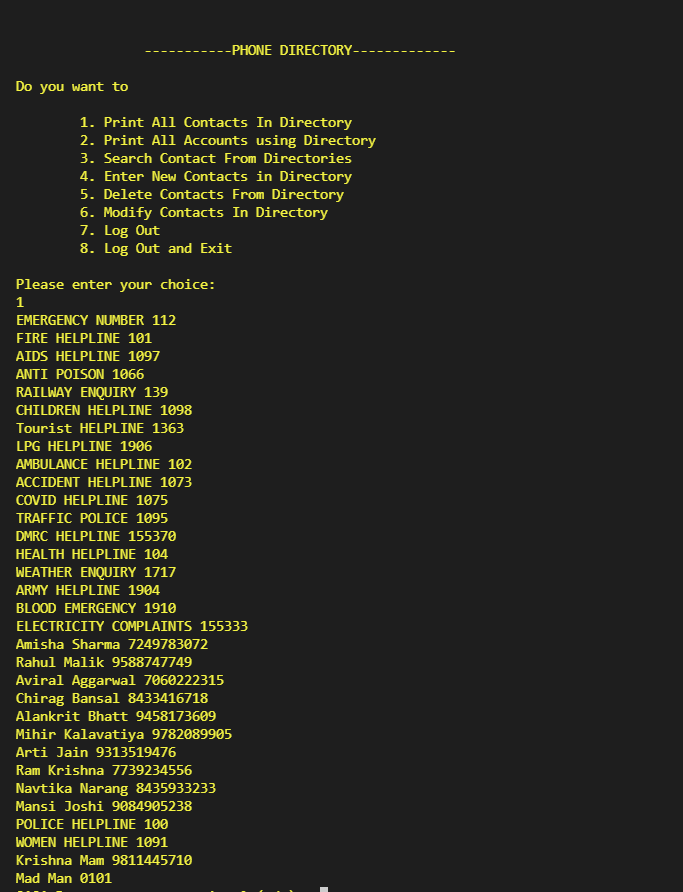 -----------PHONE DIRECTORY-------------
Do you want to
1. Print All Contacts In Directory
2. Print All Accounts using Directory
3. Search Contact From Directories
4. Enter New Contacts in Directory
5. Delete Contacts From Directory
6. Modify Contacts In Directory
7. Log Out
8. Log Out and Exit
Please enter your choice:
1
EMERGENCY NUMBER 112
FIRE HELPLINE 101
AIDS HELPLINE 1097
ANTI POISON 1066
RAILWAY ENQUIRY 139
CHILDREN HELPLINE 1098
Tourist HELPLINE 1363
LPG HELPLINE 1906
AMBULANCE HELPLINE 102
ACCIDENT HELPLINE 1073
COVID HELPLINE 1075
TRAFFIC POLICE 1095
DMRC HELPLINE 155370
HEALTH HELPLINE 104
WEATHER ENQUIRY 1717
ARMY HELPLINE 1904
BLOOD EMERGENCY 1910
ELECTRICITY COMPLAINTS 155333
Amisha Sharma 7249783072
Rahul Malik 9588747749
Aviral Aggarwal 7060222315
Chirag Bansal 8433416718
Alankrit Bhatt 9458173609
Mihir Kalavatiya 9782089905
Arti Jain 9313519476
Ram Krishna 7739234556
Navtika Narang 8435933233
Mansi Joshi 9084905238
POLICE HELPLINE 100
WOMEN HELPLINE 1091
Krishna Mam 9811445710
Mad Man 0101